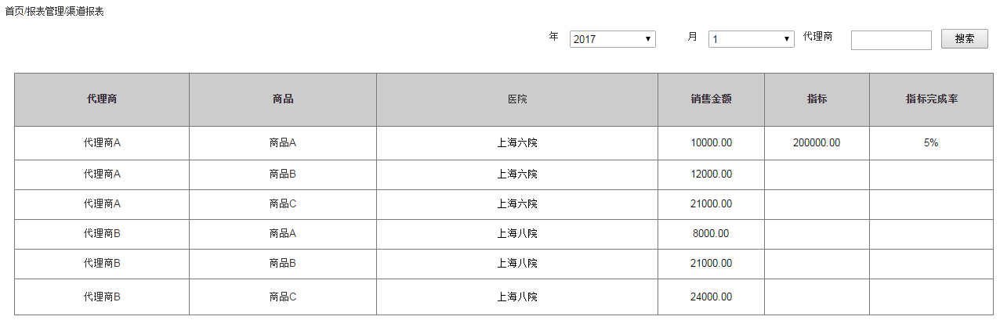 首页/报表管理/渠道报表
年 2017 月 1 代理商 搜索
代理商 商品 医院 销售金额 指标 指标完成率
代理商A 商品A 上海六院 10000.00 200000.00 5%
代理商A 商品B 上海六院 12000.00
代理商A 商品C 上海六院 21000.00
代理商B 商品A 上海八院 8000.00
代理商B 商品B 上海八院 21000.00
代理商B 商品C 上海八院 24000.00